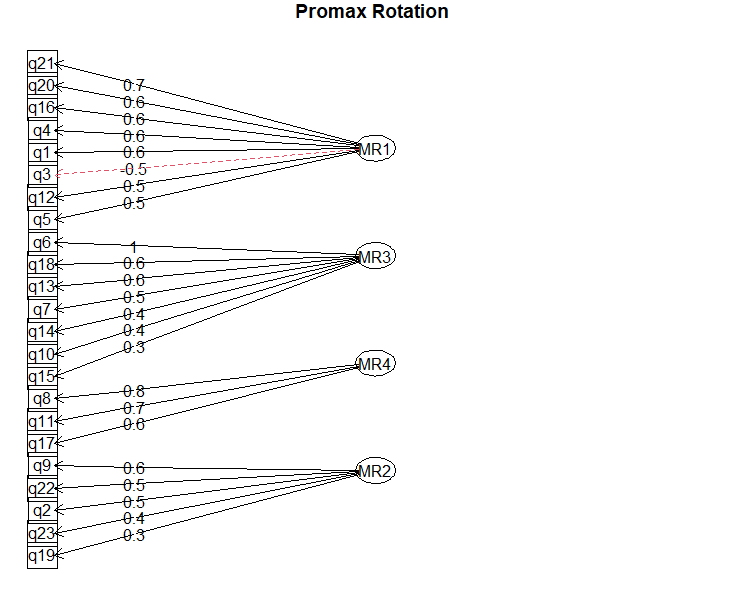 Promax Rotation
q21
q20
q16
q4
q1
q3
q12
q5
q6
q18
q13
q7
q14
q10
q15
q8
q11
q17
q9
q22
q2
q23
q19
0.7
0.6
0.6
0.6
0.6
-0.5
0.5
0.5
1
0.6
0.6
0.5
0.4
0.4
0.3
0.8
0.7
0.6
0.6
0.5
0.5
0.4
0.3
MR1
MR3
MR4
MR2